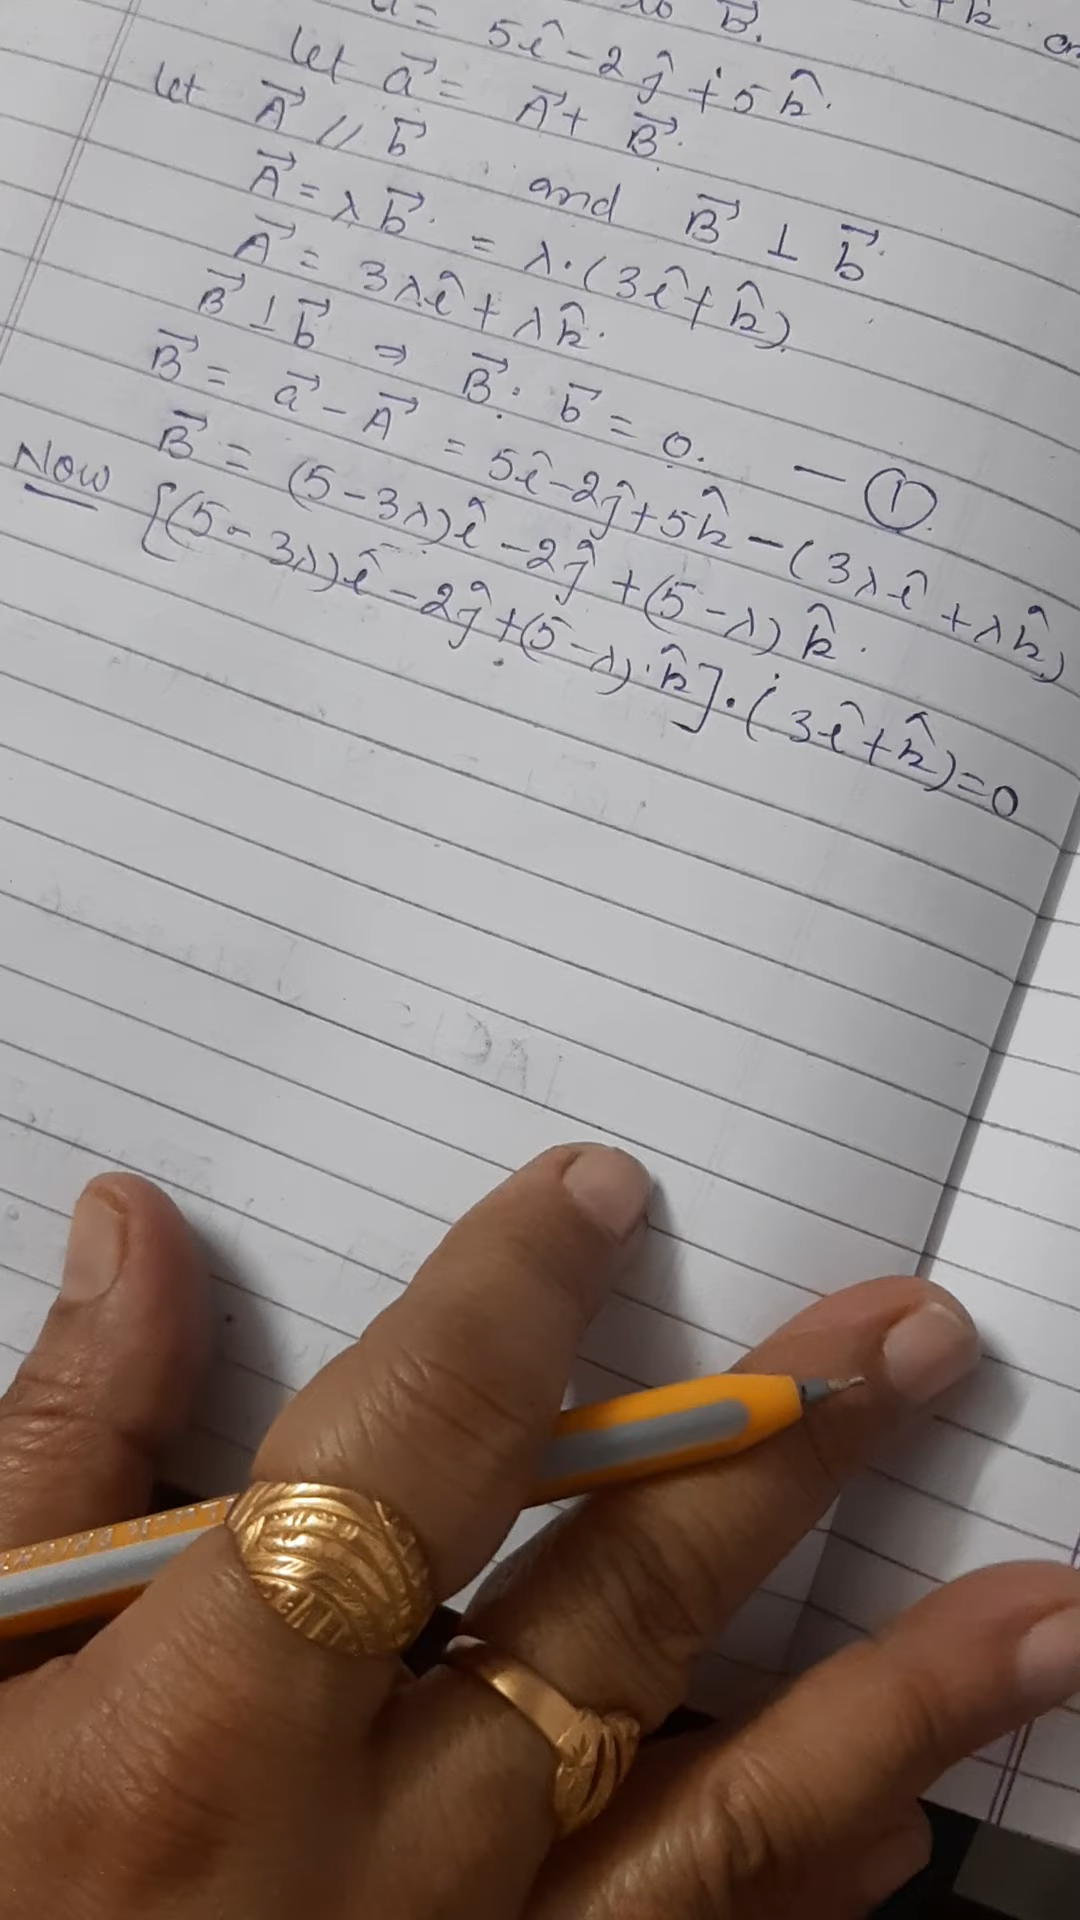 to B⃗.
a⃗ = 5î - 2ĵ + 5k̂.
let a⃗ = A⃗ + B⃗.
let A⃗ // b⃗ and B⃗ ⊥ b⃗.
A⃗ = λb⃗. = λ.(3î + k̂).
A⃗ = 3λî + λk̂.
B⃗ ⊥ b⃗ ⇒ B⃗. b⃗ = 0. — ①.
B⃗ = a⃗ - A⃗ = 5î - 2ĵ + 5k̂ - (3λî + λk̂)
B⃗ = (5 - 3λ)î - 2ĵ + (5 - λ) k̂.
Now [(5 - 3λ)î - 2ĵ + (5 - λ).k̂].(3î + k̂) = 0